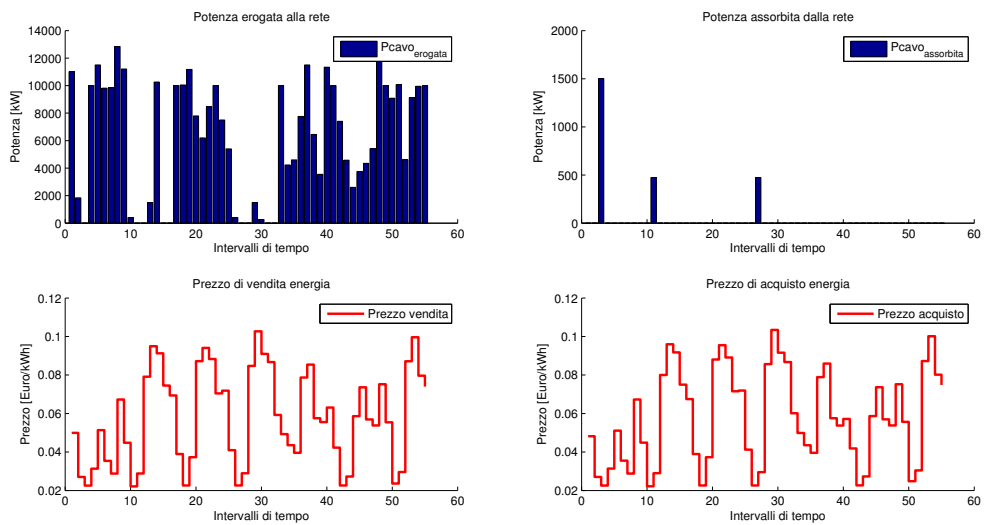 Potenza erogata alla rete
14000
12000
10000
8000
6000
4000
2000
0
Potenza [kW]
Pcavo_erogata
0 10 20 30 40 50 60
Intervalli di tempo
Potenza assorbita dalla rete
2000
1500
1000
500
0
Potenza [kW]
Pcavo_assorbita
0 10 20 30 40 50 60
Intervalli di tempo
Prezzo di vendita energia
0.12
0.1
0.08
0.06
0.04
0.02
Prezzo [Euro/kWh]
Prezzo vendita
0 10 20 30 40 50 60
Intervalli di tempo
Prezzo di acquisto energia
0.12
0.1
0.08
0.06
0.04
0.02
Prezzo [Euro/kWh]
Prezzo acquisto
0 10 20 30 40 50 60
Intervalli di tempo